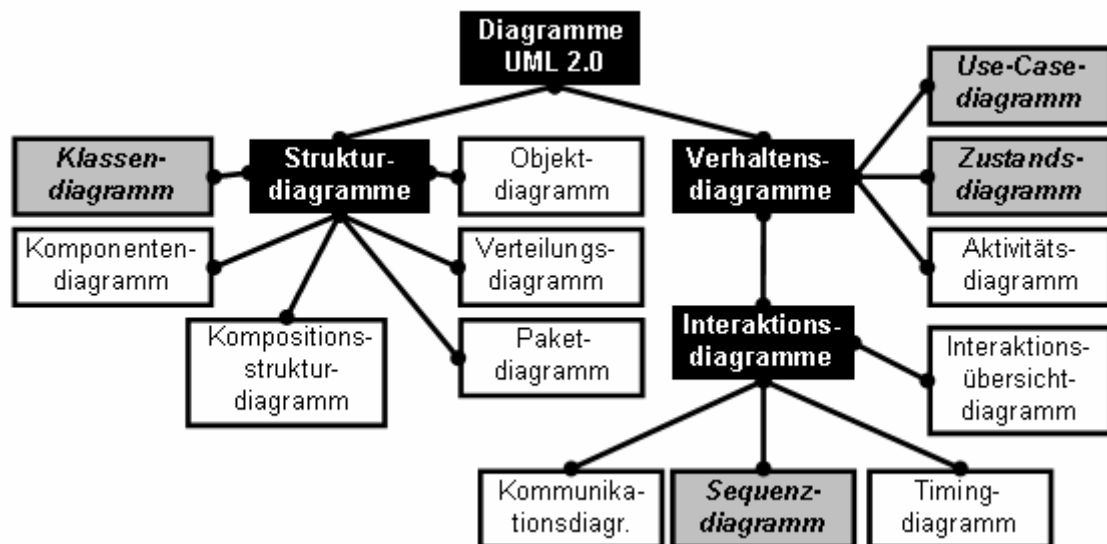 Diagramme
UML 2.0
Use-Case-
diagramm
Klassen-
diagramm
Struktur-
diagramme
Objekt-
diagramm
Verhaltens-
diagramme
Zustands-
diagramm
Komponenten-
diagramm
Verteilungs-
diagramm
Aktivitäts-
diagramm
Kompositions-
struktur-
diagramm
Paket-
diagramm
Interaktions-
diagramme
Interaktions-
übersicht-
diagramm
Kommunika-
tionsdiagr.
Sequenz-
diagramm
Timing-
diagramm